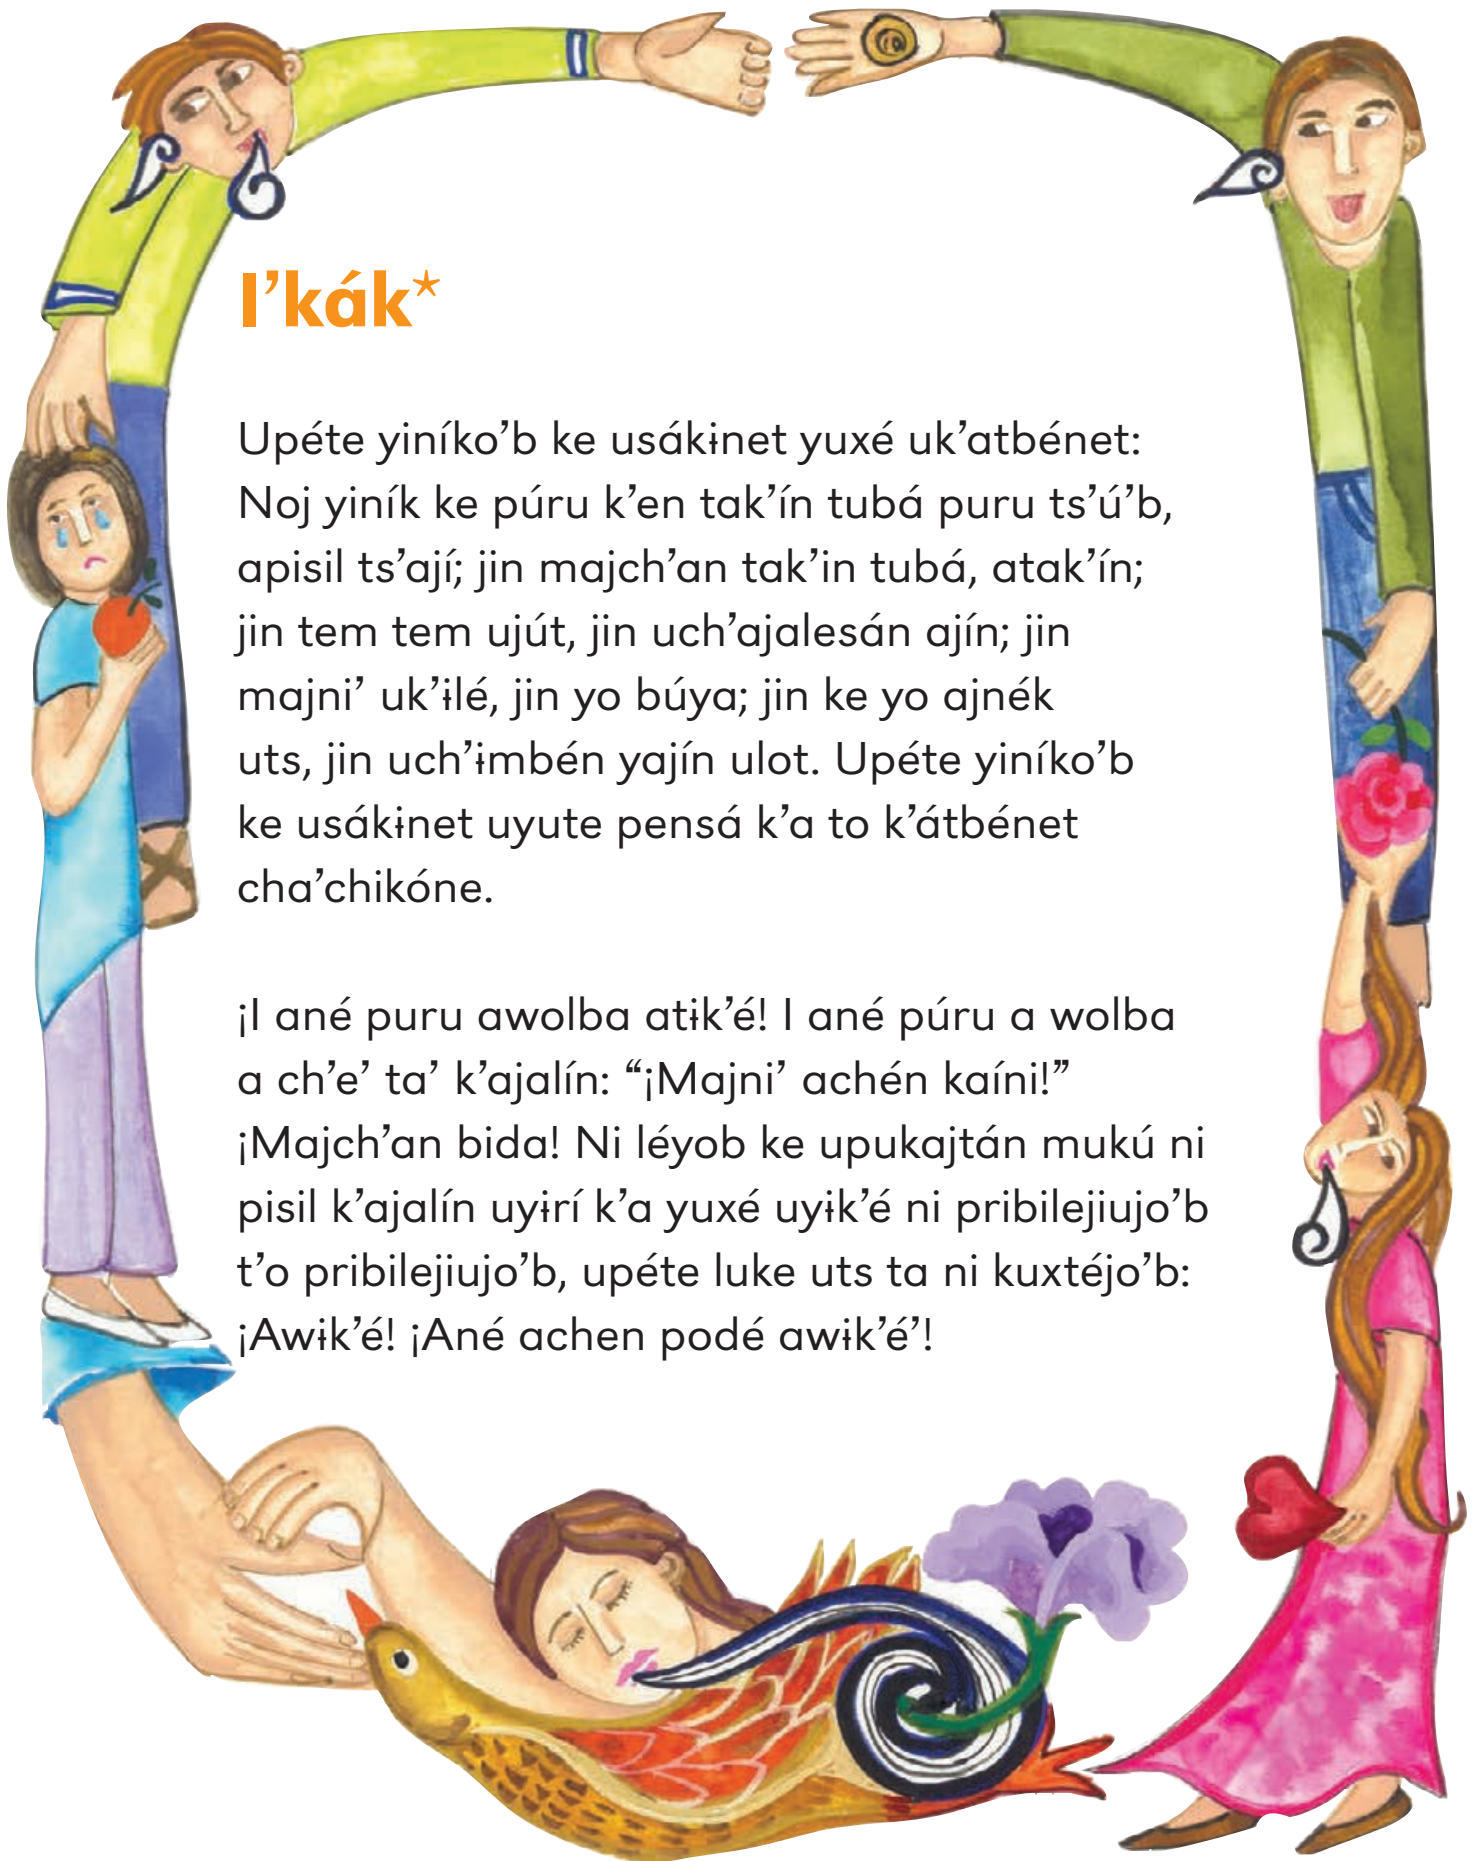 I’kák*
Upéte yiníko’b ke usákɨnet yuxé uk’atbénet:
Noj yiník ke púru k’en tak’ín tubá puru ts’ú’b,
apisil ts’ají; jin majch’an tak’in tubá, atak’ín;
jin tem tem ujút, jin uch’ajalesán ajín; jin
majni’ uk’ɨlé, jin yo búya; jin ke yo ajnék
uts, jin uch’ɨmbén yajín ulot. Upéte yiníko’b
ke usákɨnet uyute pensá k’a to k’átbénet
cha’chikóne.
¡I ané puru awolba atɨk’é! I ané púru a wolba
a ch’e’ ta’ k’ajalín: “¡Majni’ achén kaíni!”
¡Majch’an bida! Ni léyob ke upukajtán mukú ni
pisil k’ajalín uyɨrí k’a yuxé uyɨk’é ni pribilejiujo’b
t’o pribilejiujo’b, upéte luke uts ta ni kuxtéjo’b:
¡Awɨk’é! ¡Ané achen podé awɨk’é’!